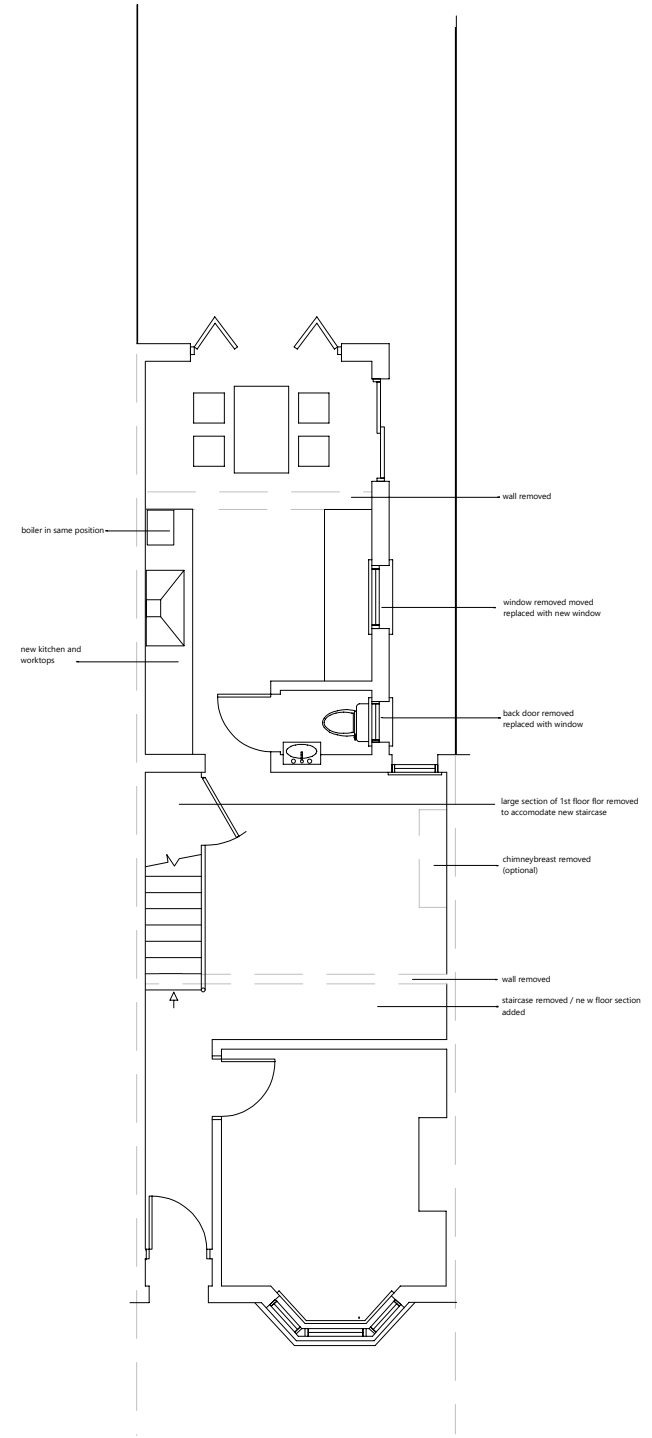 wall removed
boiler in same position
window removed moved
replaced with new window
new kitchen and
worktops
back door removed
replaced with window
large section of 1st floor flor removed
to accomodate new staircase
chimneybreast removed
(optional)
wall removed
staircase removed / ne w floor section
added